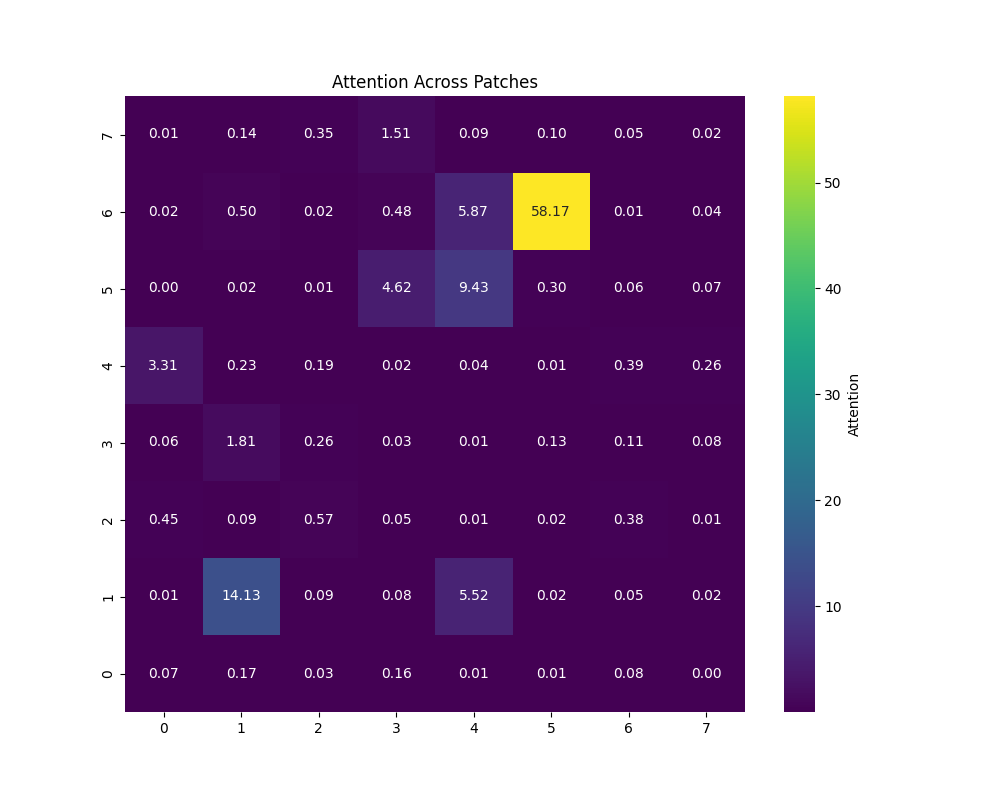 Attention Across Patches
7 0.01 0.14 0.35 1.51 0.09 0.10 0.05 0.02
50
6 0.02 0.50 0.02 0.48 5.87 58.17 0.01 0.04
5 0.00 0.02 0.01 4.62 9.43 0.30 0.06 0.07
40
4 3.31 0.23 0.19 0.02 0.04 0.01 0.39 0.26
30
Attention
3 0.06 1.81 0.26 0.03 0.01 0.13 0.11 0.08
20
2 0.45 0.09 0.57 0.05 0.01 0.02 0.38 0.01
1 0.01 14.13 0.09 0.08 5.52 0.02 0.05 0.02
10
0 0.07 0.17 0.03 0.16 0.01 0.01 0.08 0.00
0 1 2 3 4 5 6 7